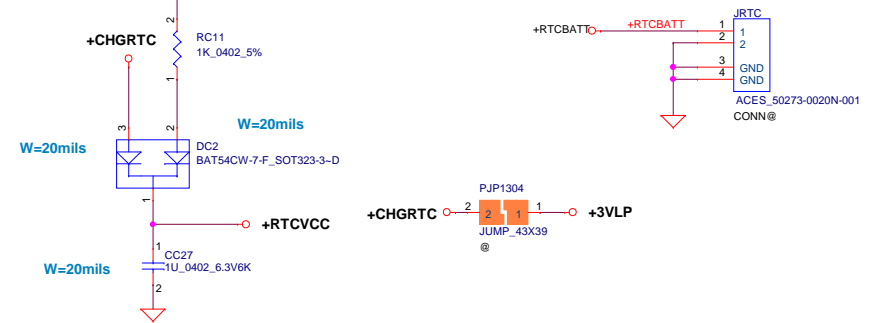 2
+CHGRTC
RC11
1K_0402_5%
1
3
2
W=20mils
W=20mils
DC2
BAT54CW-7-F_SOT323-3~D
1
+RTCVCC
1
CC27
1U_0402_6.3V6K
W=20mils
2
PJP1304
+CHGRTC
2
2
1
1
+3VLP
JUMP_43X39
@
JRTC
+RTCBATT
+RTCBATT
1
1
2
2
3
GND
4
GND
ACES_50273-0020N-001
CONN@